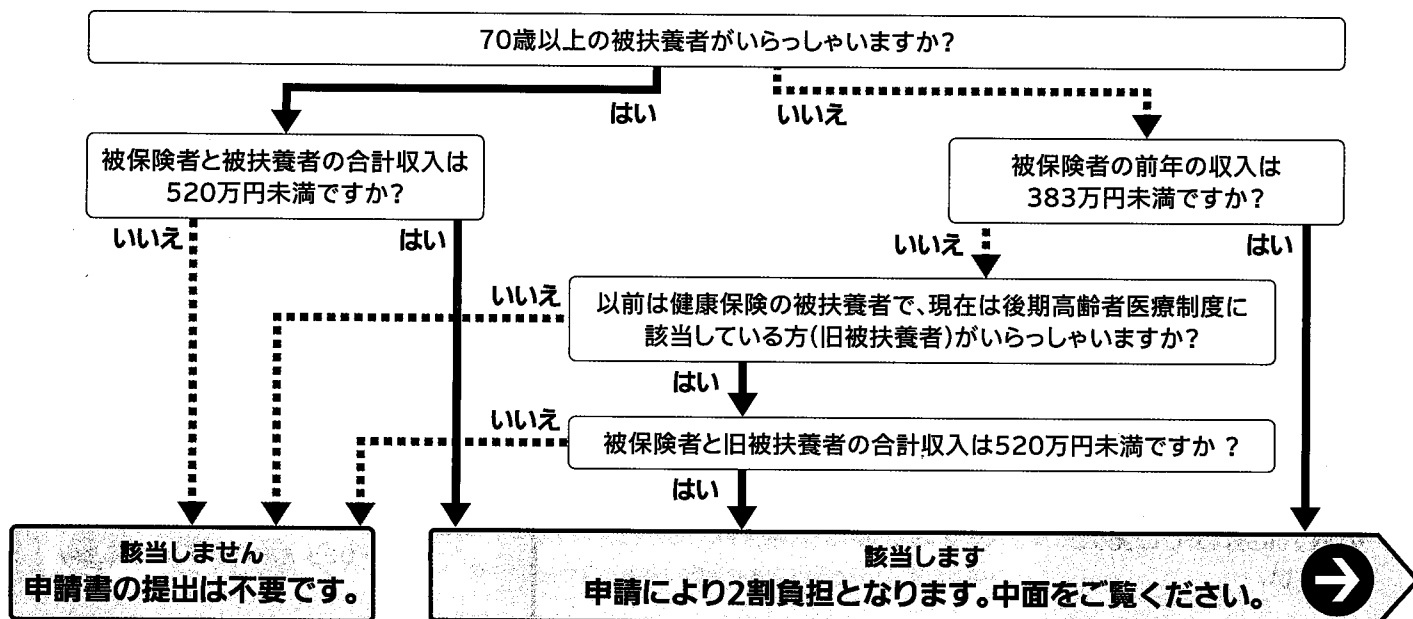 70歳以上の被扶養者がいらっしゃいますか?
はい
いいえ
被保険者と被扶養者の合計収入は
520万円未満ですか?
被保険者の前年の収入は
383万円未満ですか?
いいえ
はい
いいえ
はい
いいえ
以前は健康保険の被扶養者で、現在は後期高齢者医療制度に
該当している方(旧被扶養者)がいらっしゃいますか?
はい
いいえ
被保険者と旧被扶養者の合計収入は520万円未満ですか ?
はい
該当しません
申請書の提出は不要です。
該当します
申請により2割負担となります。中面をご覧ください。